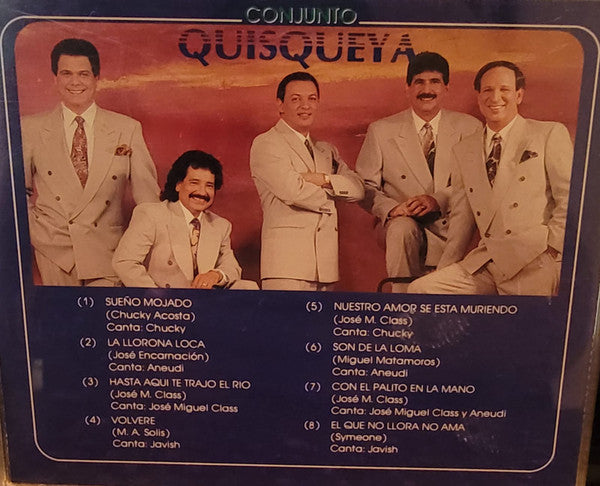 CONJUNTO
QUISQUEYA
(1) SUEÑO MOJADO
(Chucky Acosta)
Canta: Chucky
(2) LA LLORONA LOCA
(José Encarnación)
Canta: Aneudi
(3) HASTA AQUI TE TRAJO EL RIO
(José M. Class)
Canta: José Miguel Class
(4) VOLVERE
(M. A. Solis)
Canta: Javish
(5) NUESTRO AMOR SE ESTA MURIENDO
(José M. Class)
Canta: Chucky
(6) SON DE LA LOMA
(Miguel Matamoros)
Canta: Aneudi
(7) CON EL PALITO EN LA MANO
(José M. Class)
Canta: José Miguel Class y Aneudi
(8) EL QUE NO LLORA NO AMA
(Symeone)
Canta: Javish